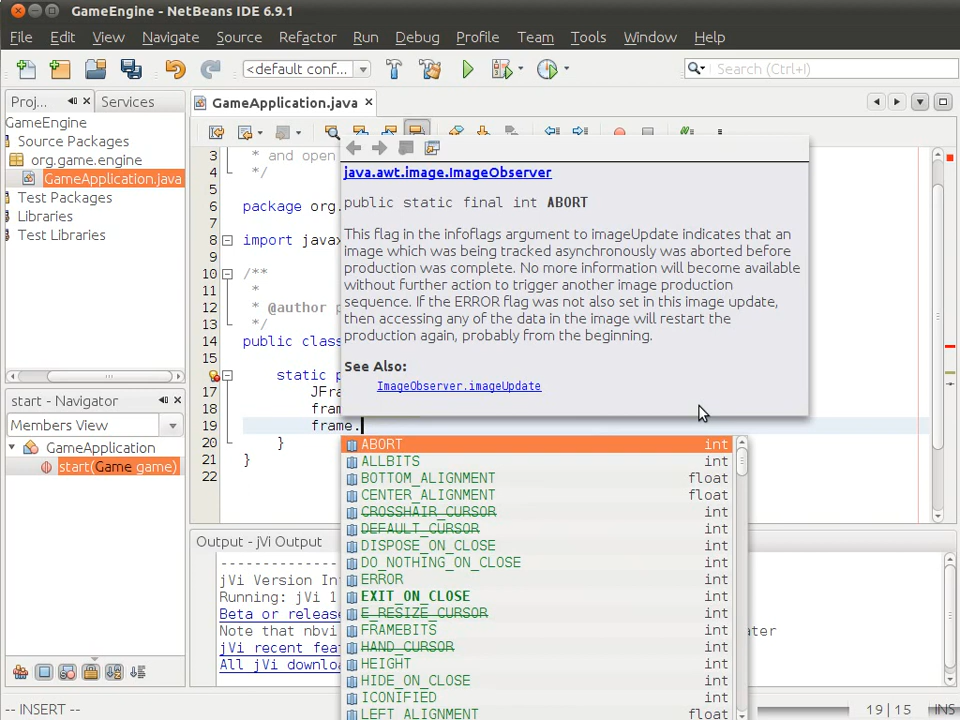 GameEngine - NetBeans IDE 6.9.1
File Edit View Navigate Source Refactor Run Debug Profile Team Tools Window Help
<default conf...
Search (Ctrl+I)
Proj...
Services
GameEngine
Source Packages
org.game.engine
GameApplication.java
Test Packages
Libraries
Test Libraries
start - Navigator
Members View
GameApplication
start(Game game)
GameApplication.java
3 * and open
4 */
5
6 package org.
7
8 import javax
9
10 /**
11 *
12 * @author p
13 */
14 public class
15
static p
17 JFra
18 fram
19 frame.
20 }
21 }
22
java.awt.image.ImageObserver
public static final int ABORT
This flag in the infoflags argument to imageUpdate indicates that an
image which was being tracked asynchronously was aborted before
production was complete. No more information will become available
without further action to trigger another image production
sequence. If the ERROR flag was not also set in this image update,
then accessing any of the data in the image will restart the
production again, probably from the beginning.
See Also:
ImageObserver.imageUpdate
ABORT int
ALLBITS int
BOTTOM_ALIGNMENT float
CENTER_ALIGNMENT float
CROSSHAIR_CURSOR int
DEFAULT_CURSOR int
DISPOSE_ON_CLOSE int
DO_NOTHING_ON_CLOSE int
ERROR int
EXIT_ON_CLOSE int
E_RESIZE_CURSOR int
FRAMEBITS int
HAND_CURSOR int
HEIGHT int
HIDE_ON_CLOSE int
ICONIFIED int
LEFT_ALIGNMENT float
Output - jVi Output
------------
jVi Version In
Running: jVi 1
Beta or release
Note that nbvi
ater
jVi recent fea
All jVi downloa
-- INSERT --
19 | 15
INS